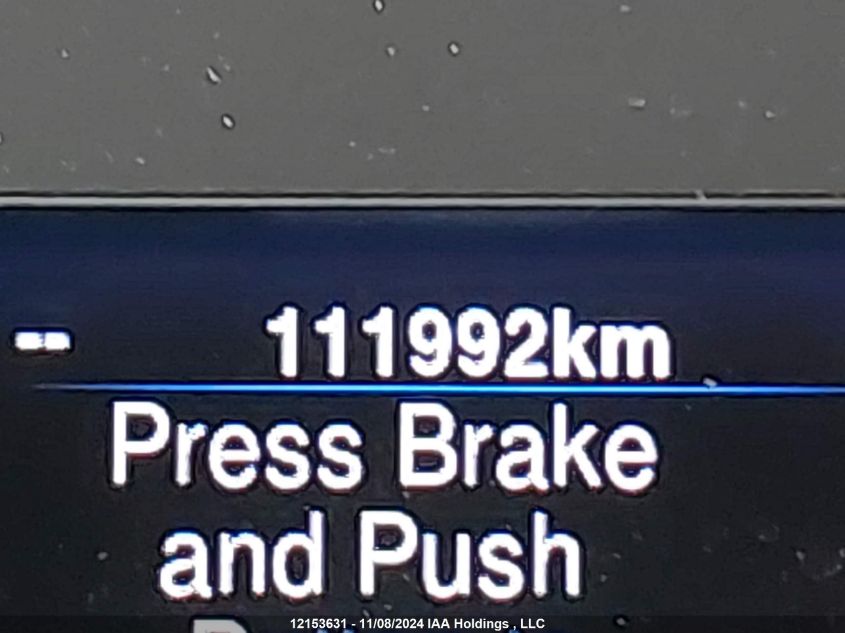 -- 111992km
Press Brake
and Push
12153631 - 11/08/2024 IAA Holdings , LLC